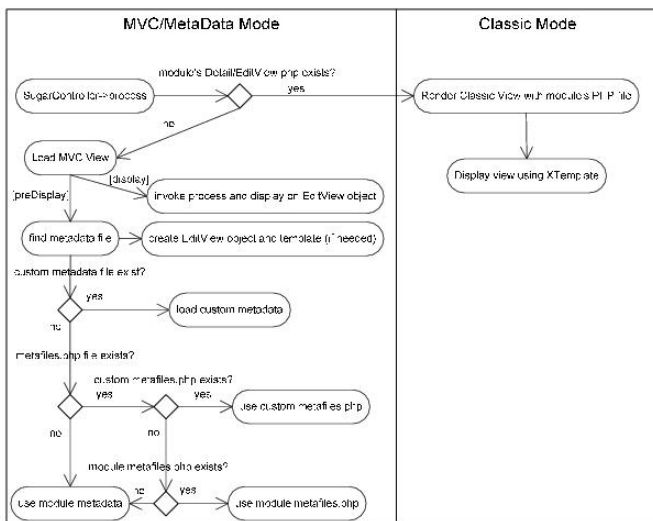 MVC/MetaData Mode
Classic Mode
module's Detail/EditView php exists?
SugarController->process
yes
Render Classic View with module's PHP file
no
Load MVC View
[display]
Display view using XTemplate
[preDisplay]
invoke process and display on EditView object
find metadata file
create EditView object and template (if needed)
custom metadata file exist?
yes
load custom metadata
no
metafiles.php file exists?
custom metafiles.php exists?
yes
yes
use custom metafiles php
no
no
module metafiles.php exists?
use module metadata
no
yes
use module metafiles.php